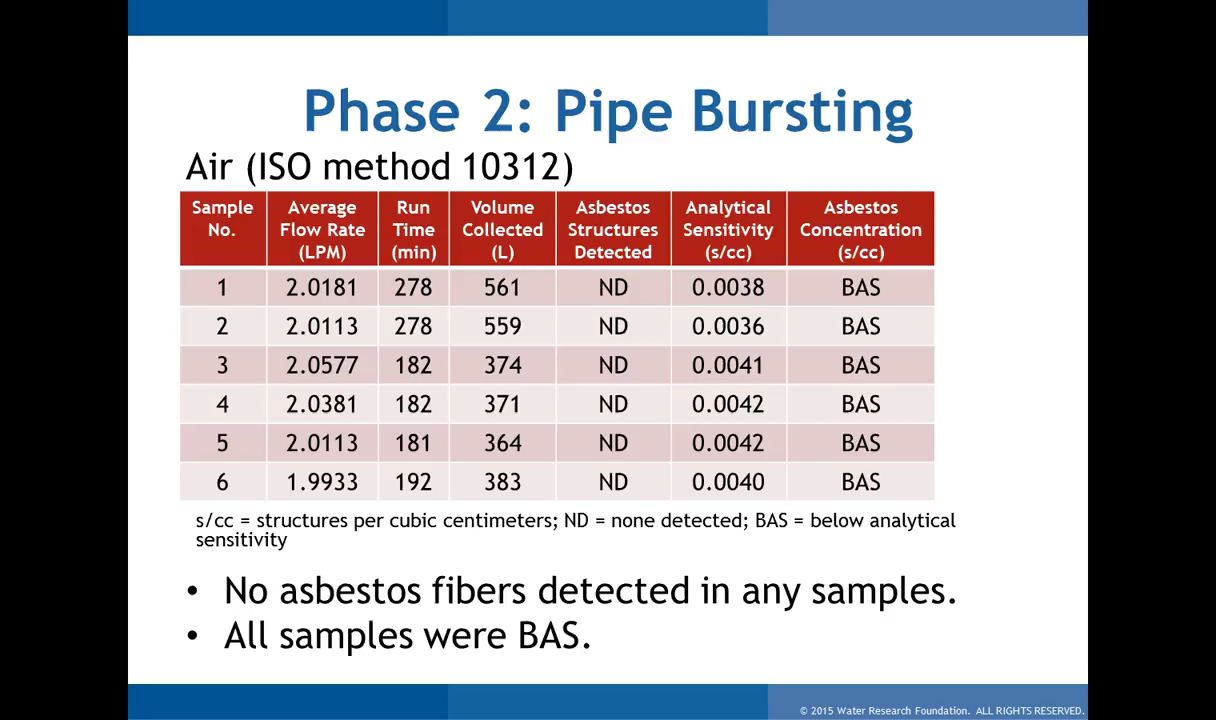 Phase 2: Pipe Bursting
Air (ISO method 10312)
Sample No. Average Flow Rate (LPM) Run Time (min) Volume Collected (L) Asbestos Structures Detected Analytical Sensitivity (s/cc) Asbestos Concentration (s/cc)
1 2.0181 278 561 ND 0.0038 BAS
2 2.0113 278 559 ND 0.0036 BAS
3 2.0577 182 374 ND 0.0041 BAS
4 2.0381 182 371 ND 0.0042 BAS
5 2.0113 181 364 ND 0.0042 BAS
6 1.9933 192 383 ND 0.0040 BAS
s/cc = structures per cubic centimeters; ND = none detected; BAS = below analytical
sensitivity
• No asbestos fibers detected in any samples.
• All samples were BAS.
© 2015 Water Research Foundation. ALL RIGHTS RESERVED.